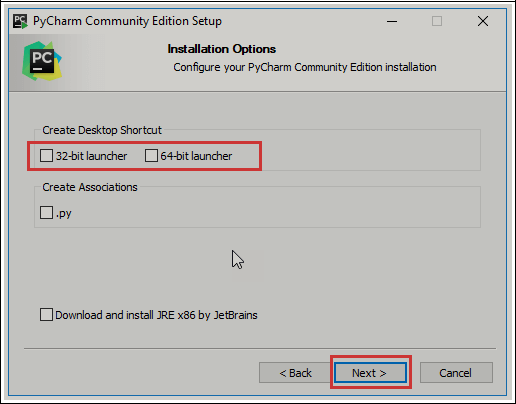 PC PyCharm Community Edition Setup
PC
Installation Options
Configure your PyCharm Community Edition installation
Create Desktop Shortcut
32-bit launcher 64-bit launcher
Create Associations
.py
Download and install JRE x86 by JetBrains
< Back Next > Cancel